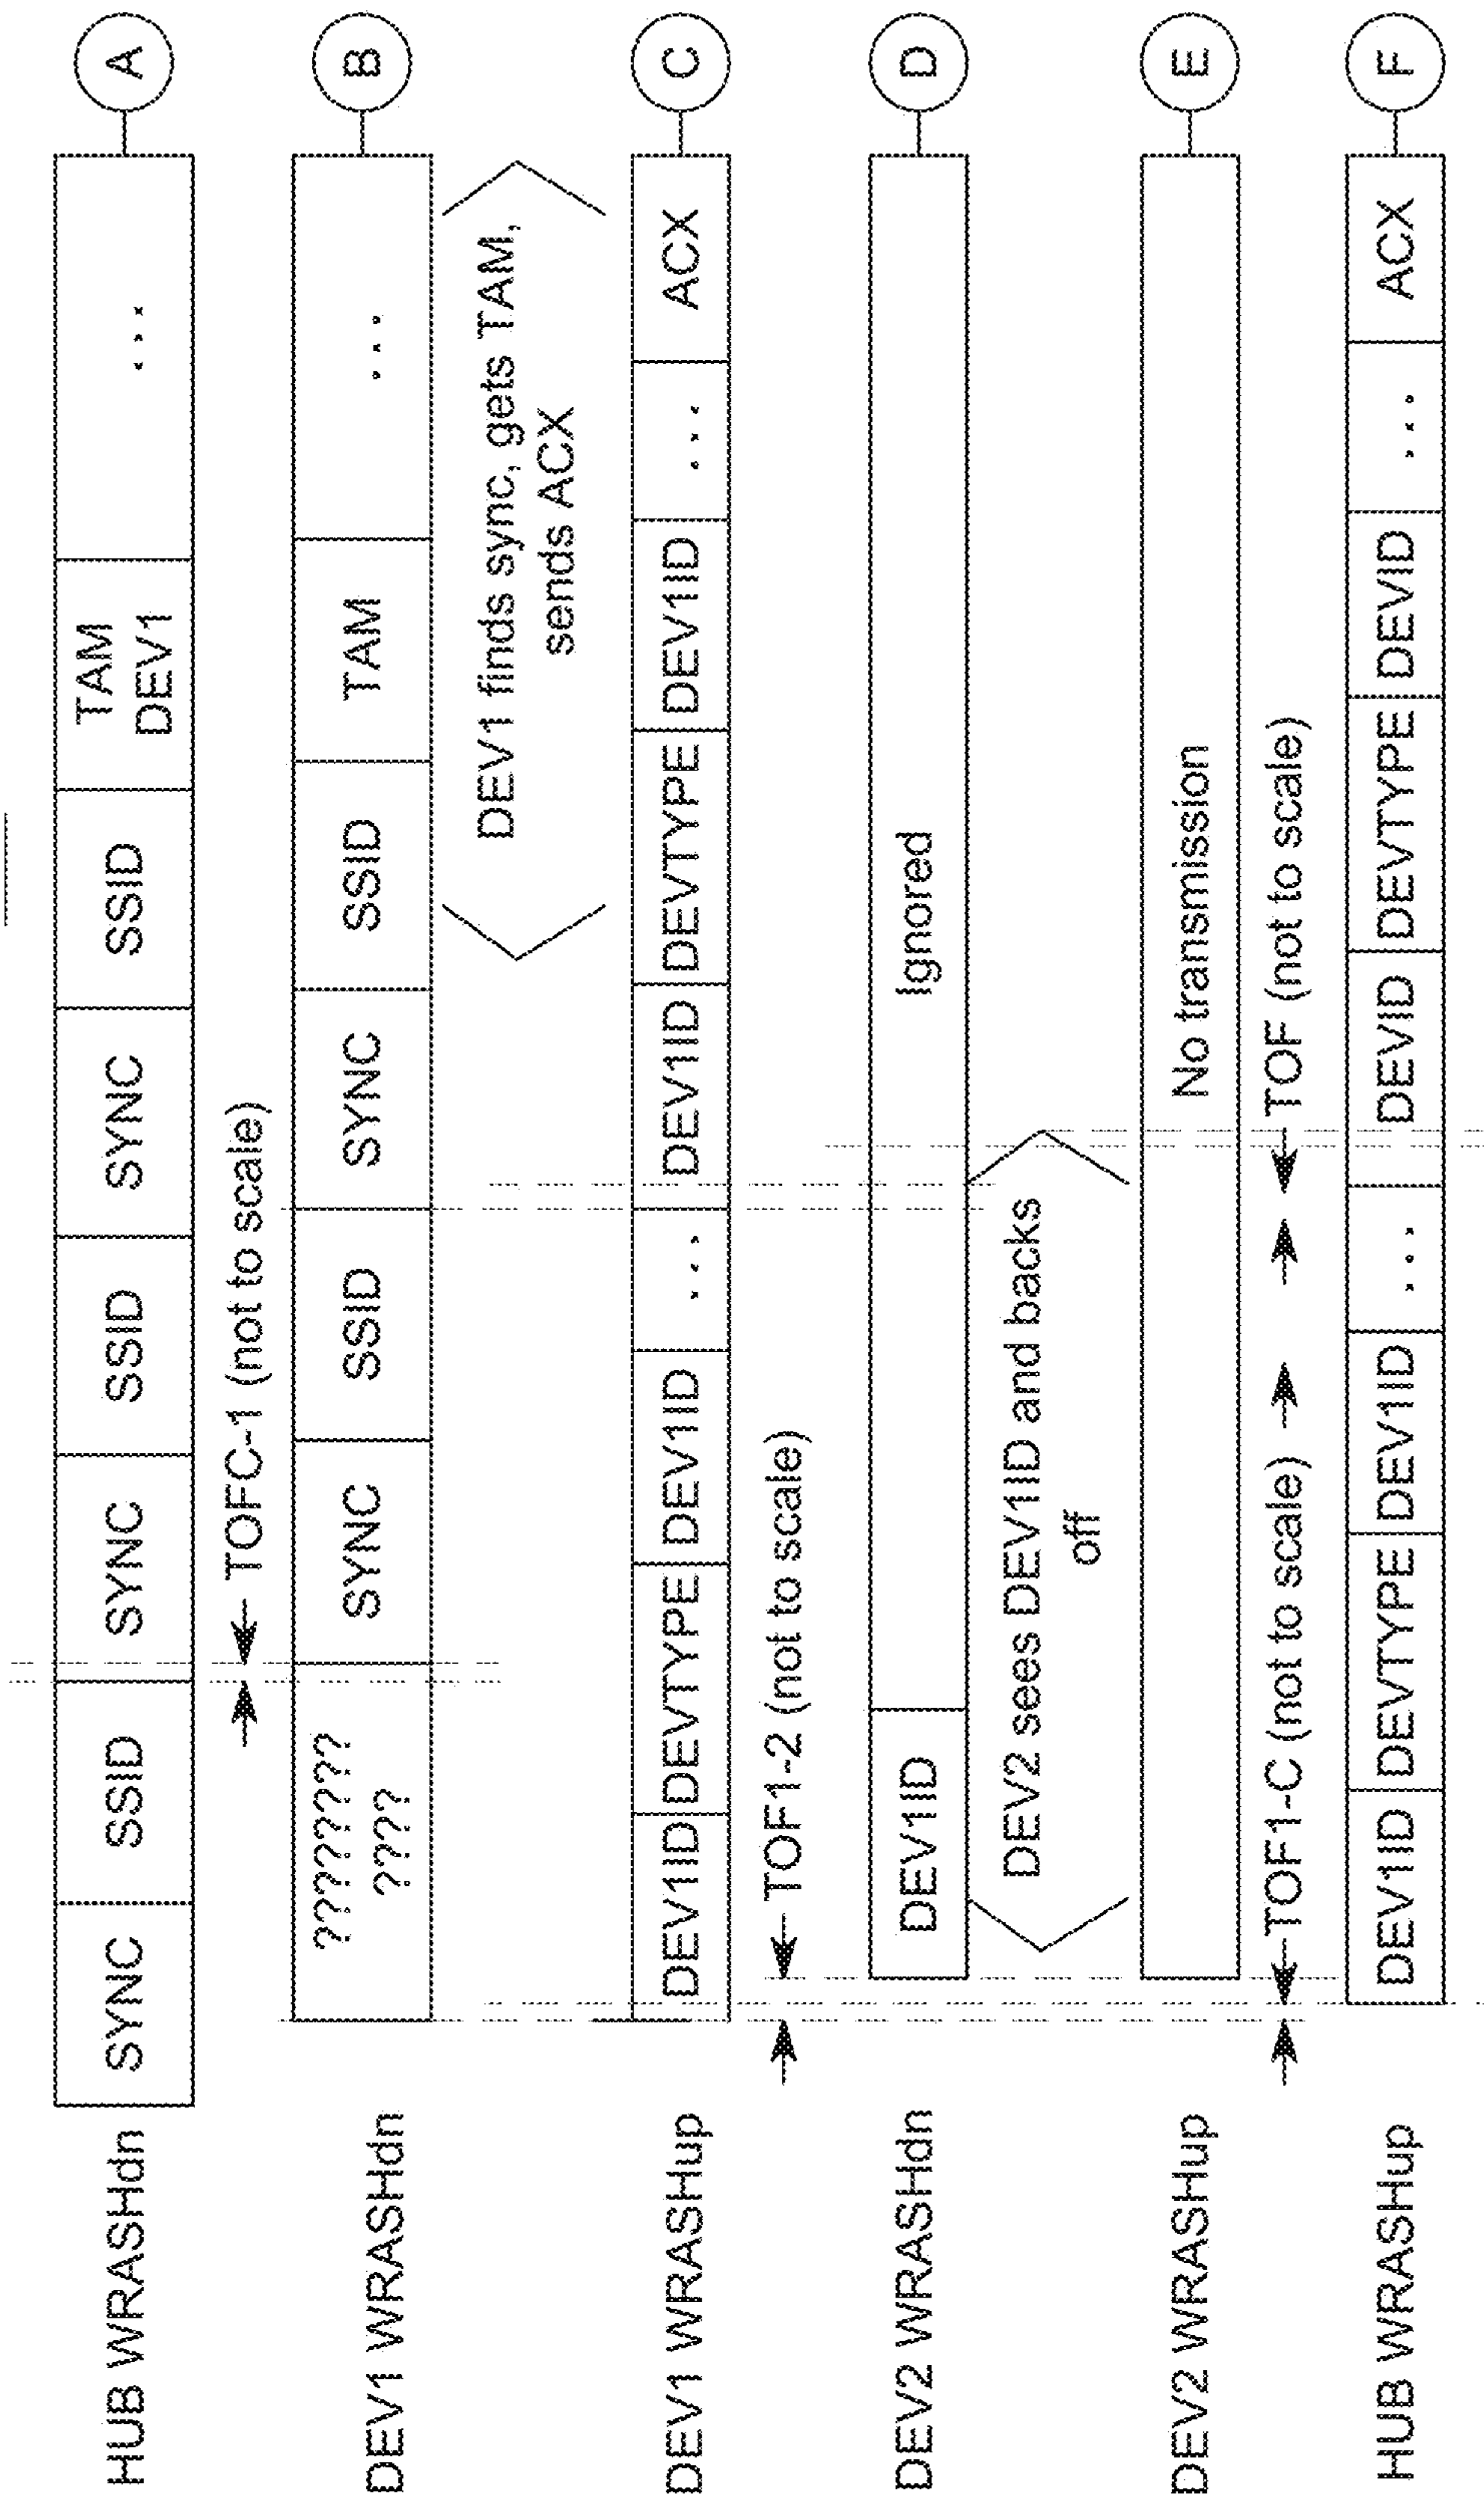 HUB WRASHdn SYNC SSID SYNC SSID SYNC SSID TAM DEV1 ... A
TOFC-1 (not to scale)
DEV1 WRASHdn ??????? ???? SYNC SSID SYNC SSID TAM ... B
DEV1 finds sync, gets TAM,
sends ACX
DEV1 WRASHup DEV1ID DEVTYPE DEV1ID ... DEV1ID DEVTYPE DEV1ID ... ACX C
TOF1-2 (not to scale)
DEV2 WRASHdn DEV1ID Ignored D
DEV2 sees DEV1ID and backs
off
DEV2 WRASHup No transmission E
TOF1-C (not to scale) TOF (not to scale)
HUB WRASHup DEV1ID DEVTYPE DEV1ID ... DEVID DEVTYPE DEVID ... ACX F